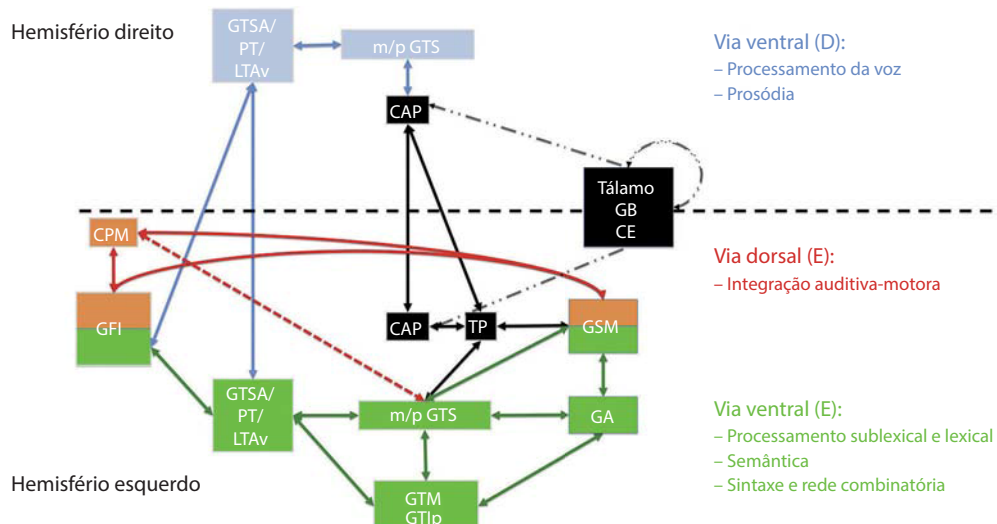 Hemisfério direito
GTSA/
PT/
LTAv
m/p GTS
Via ventral (D):
– Processamento da voz
– Prosódia
CAP
Tálamo
GB
CE
CPM
Via dorsal (E):
– Integração auditiva-motora
GFI
CAP
TP
GSM
GTSA/
PT/
LTAv
m/p GTS
GA
Via ventral (E):
– Processamento sublexical e lexical
– Semântica
– Sintaxe e rede combinatória
Hemisfério esquerdo
GTM
GTIp